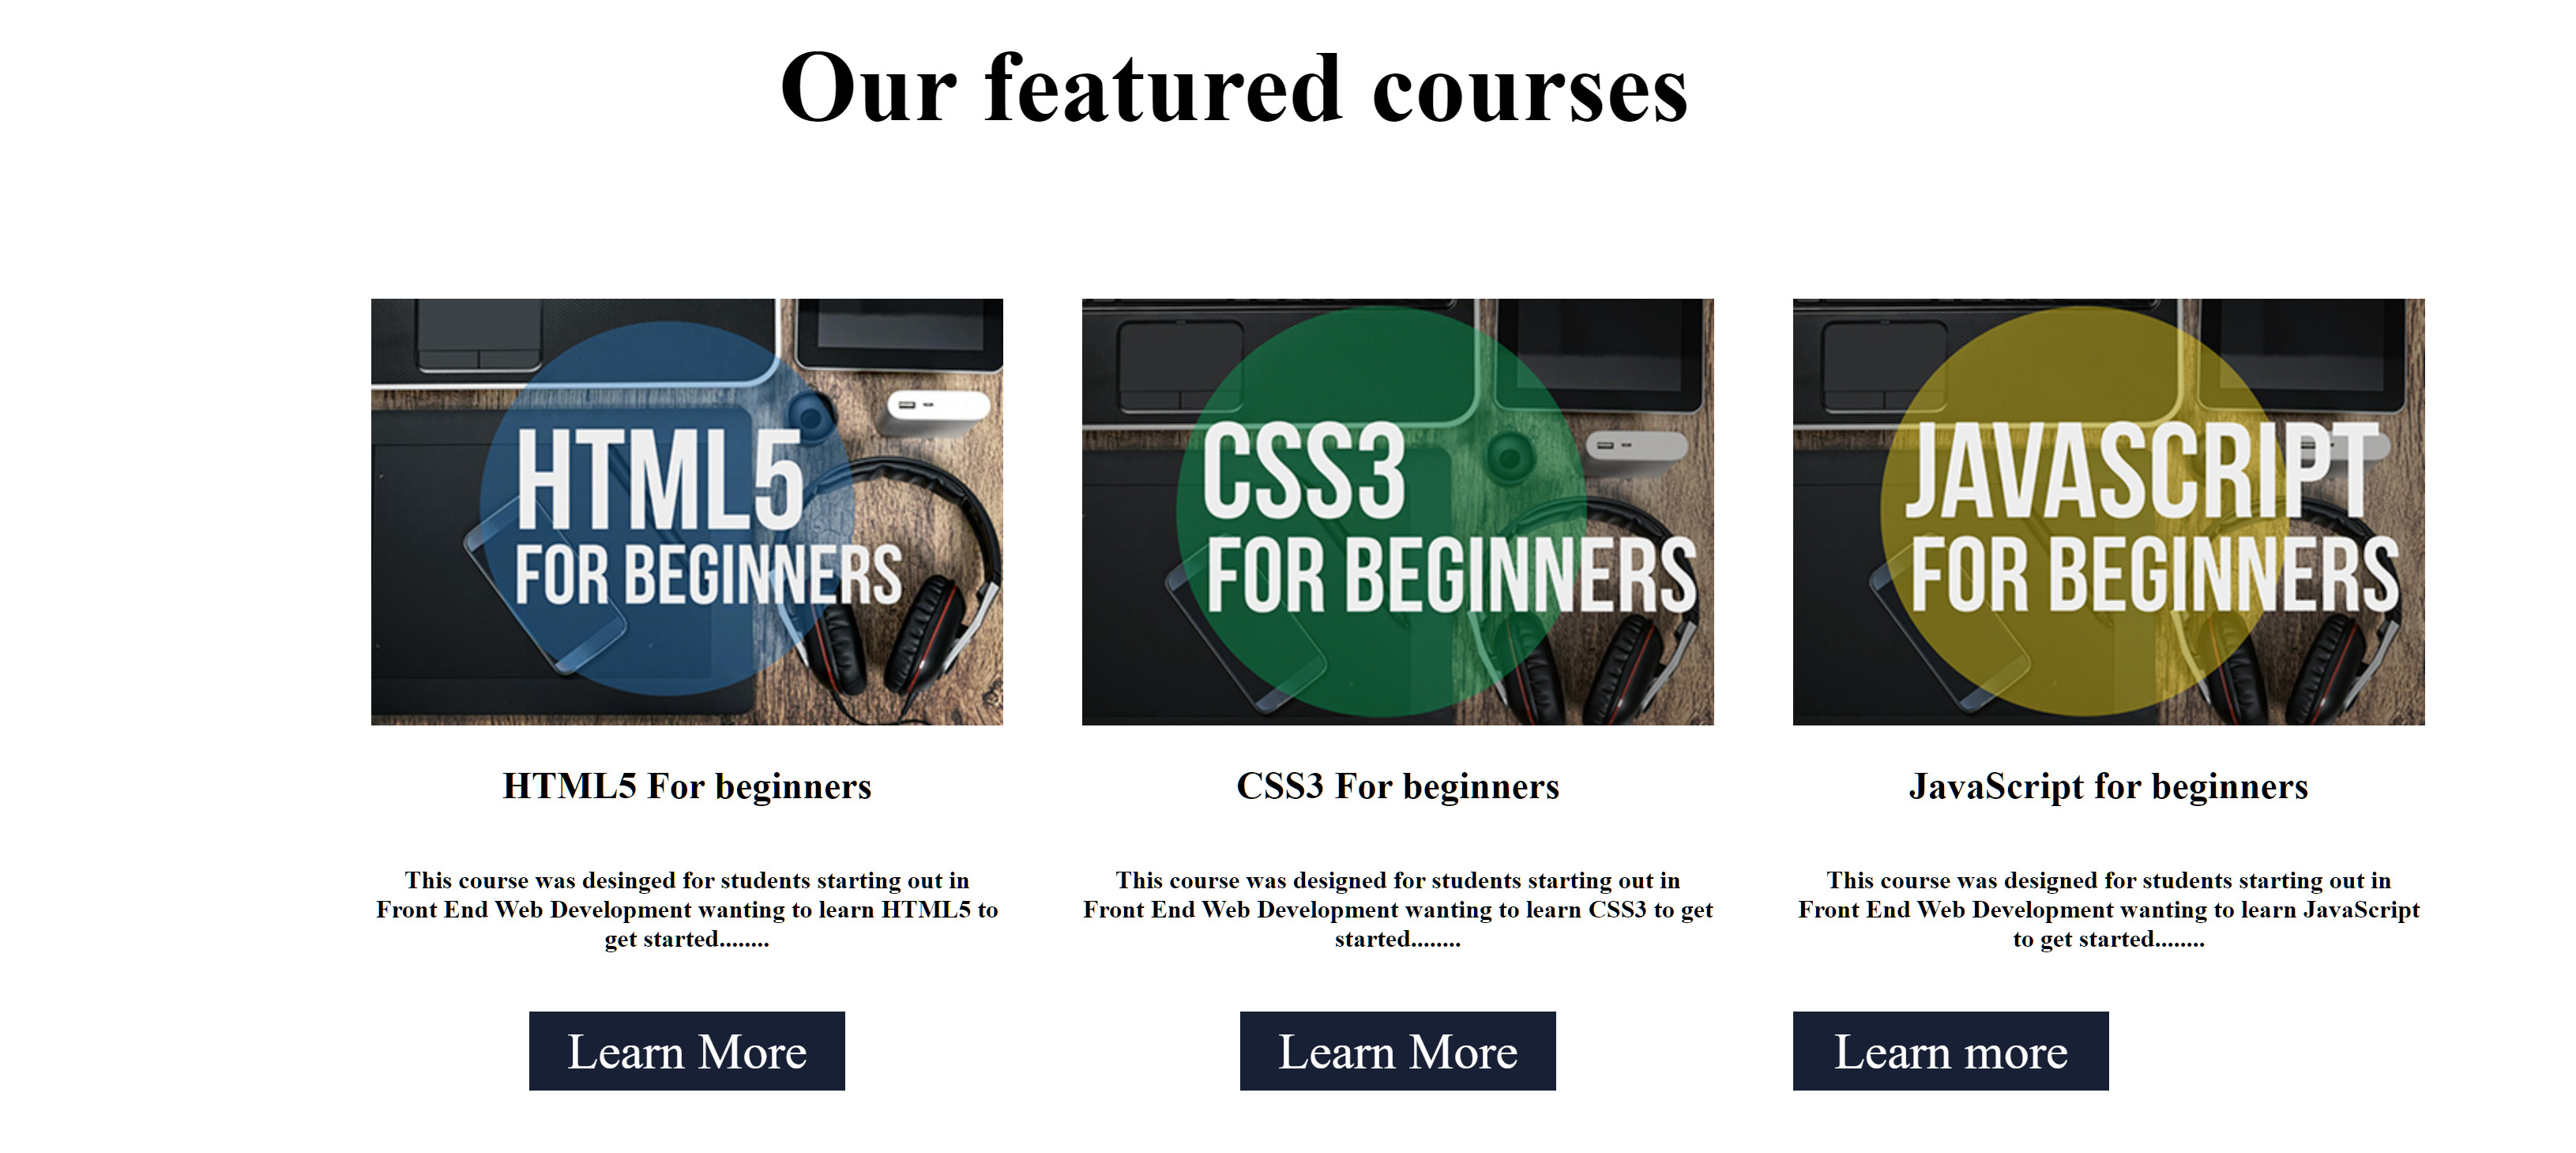 Our featured courses
HTML5
FOR BEGINNERS
CSS3
FOR BEGINNERS
JAVASCRIPT
FOR BEGINNERS
HTML5 For beginners
This course was desinged for students starting out in
Front End Web Development wanting to learn HTML5 to
get started........
Learn More
CSS3 For beginners
This course was designed for students starting out in
Front End Web Development wanting to learn CSS3 to get
started........
Learn More
JavaScript for beginners
This course was designed for students starting out in
Front End Web Development wanting to learn JavaScript
to get started........
Learn more